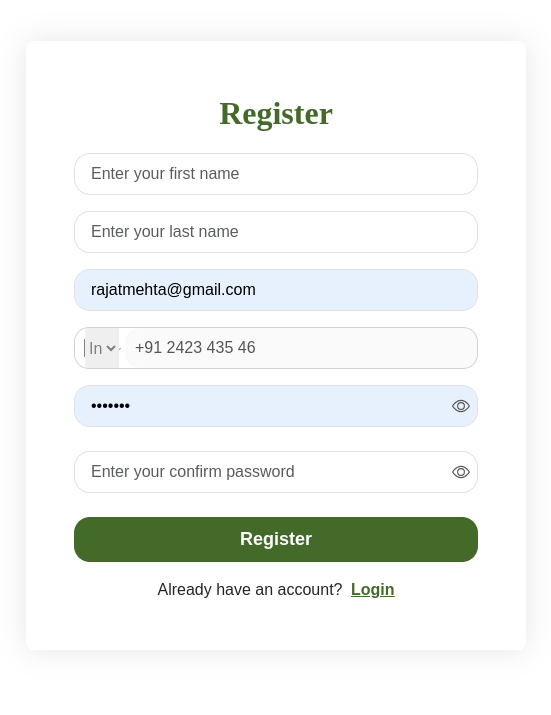 Register
Enter your first name
Enter your last name
rajatmehta@gmail.com
In +91 2423 435 46
•••••••
Enter your confirm password
Register
Already have an account? Login